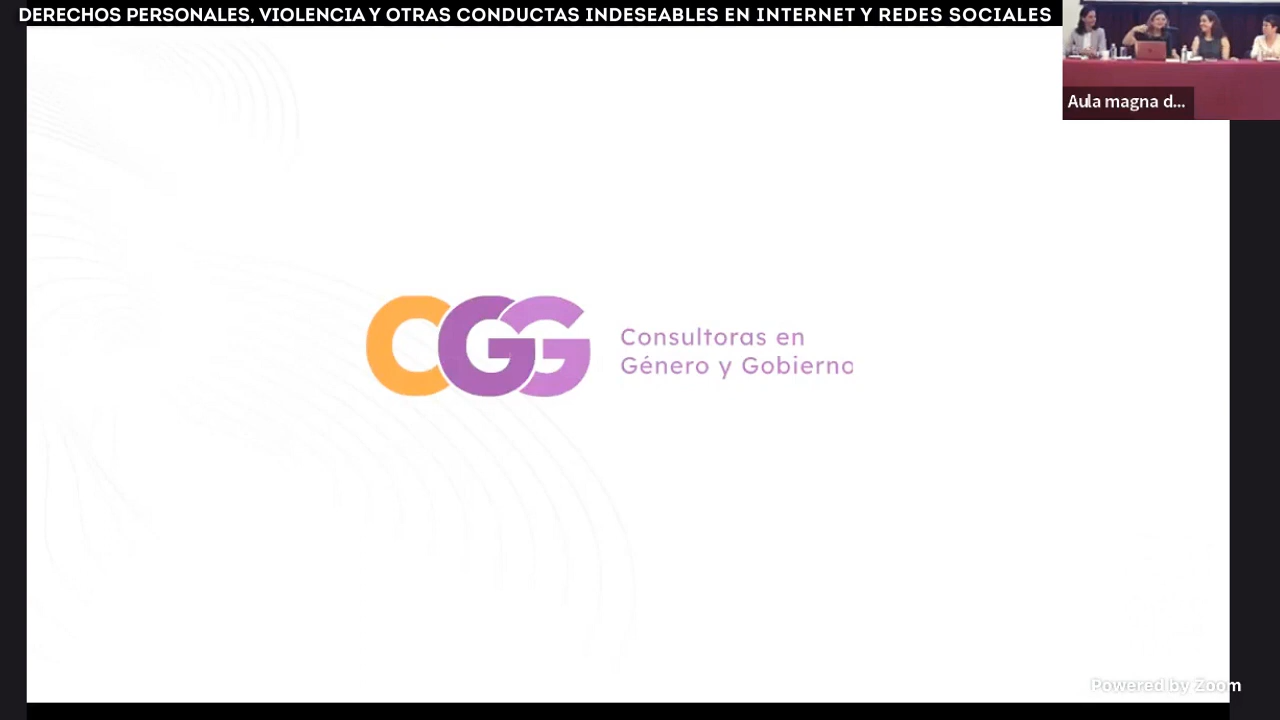 DERECHOS PERSONALES, VIOLENCIA Y OTRAS CONDUCTAS INDESEABLES EN INTERNET Y REDES SOCIALES
Aula magna d...
CGG
Consultoras en
Género y Gobierno
Powered by Zoom